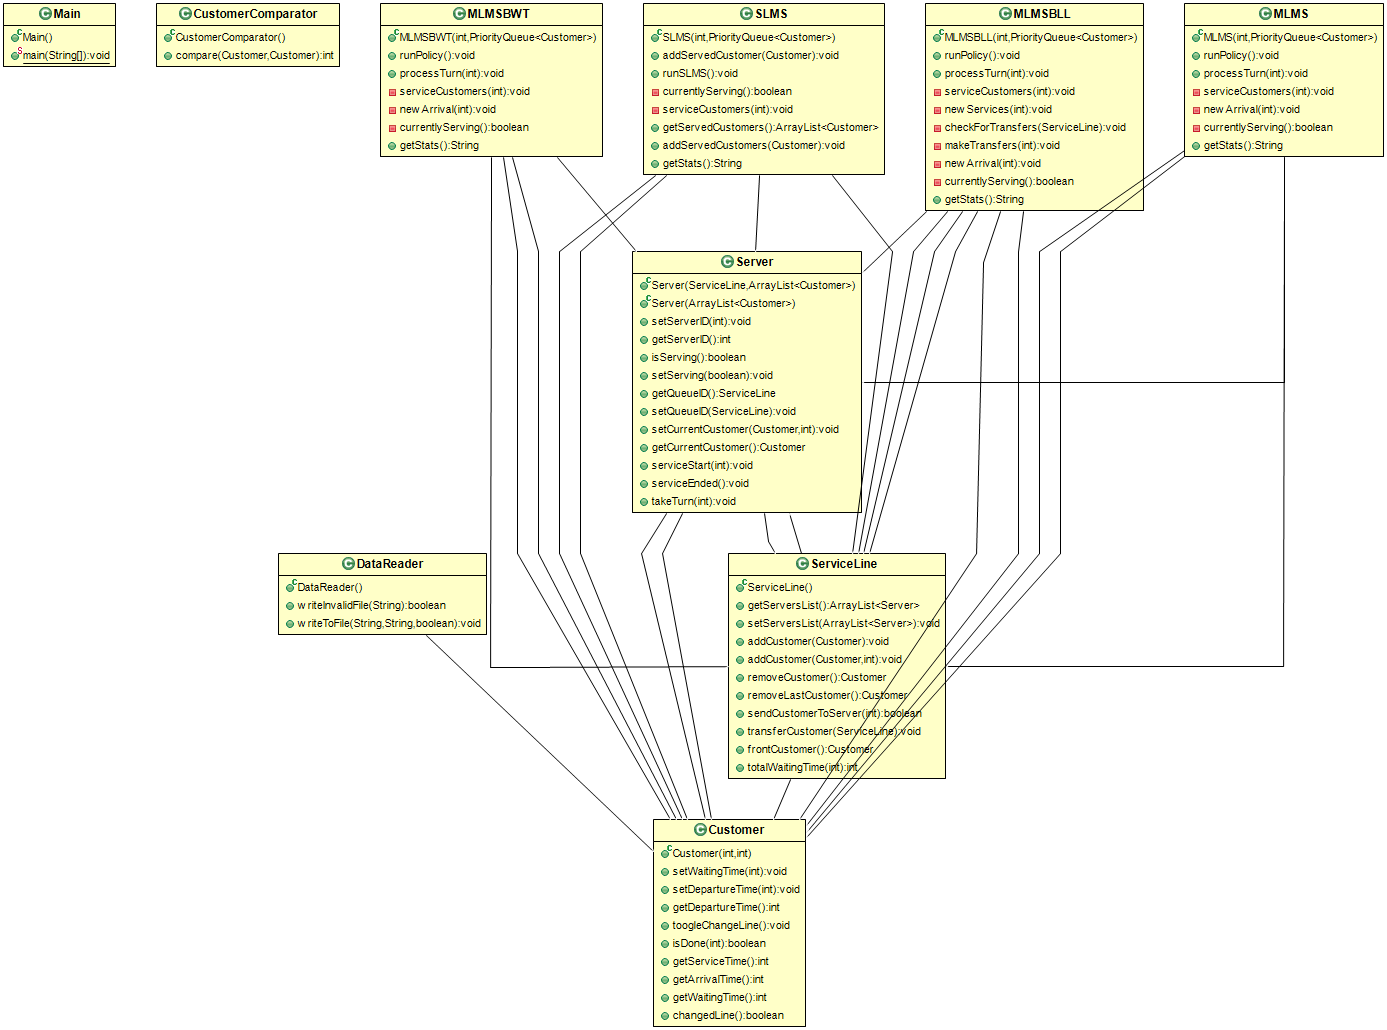 Main
Main()
main(String[]):void
CustomerComparator
CustomerComparator()
compare(Customer,Customer):int
MLMSBWT
MLMSBWT(int,PriorityQueue<Customer>)
runPolicy():void
processTurn(int):void
serviceCustomers(int):void
newArrival(int):void
currentlyServing():boolean
getStats():String
SLMS
SLMS(int,PriorityQueue<Customer>)
addServedCustomer(Customer):void
runSLMS():void
currentlyServing():boolean
serviceCustomers(int):void
getServedCustomers():ArrayList<Customer>
addServedCustomers(Customer):void
getStats():String
MLMSBLL
MLMSBLL(int,PriorityQueue<Customer>)
runPolicy():void
processTurn(int):void
serviceCustomers(int):void
newServices(int):void
checkForTransfers(ServiceLine):void
makeTransfers(int):void
newArrival(int):void
currentlyServing():boolean
getStats():String
MLMS
MLMS(int,PriorityQueue<Customer>)
runPolicy():void
processTurn(int):void
serviceCustomers(int):void
newArrival(int):void
currentlyServing():boolean
getStats():String
Server
Server(ServiceLine,ArrayList<Customer>)
Server(ArrayList<Customer>)
setServerID(int):void
getServerID():int
isServing():boolean
setServing(boolean):void
getQueueID():ServiceLine
setQueueID(ServiceLine):void
setCurrentCustomer(Customer,int):void
getCurrentCustomer():Customer
serviceStart(int):void
serviceEnded():void
takeTurn(int):void
DataReader
DataReader()
writeInvalidFile(String):boolean
writeToFile(String,String,boolean):void
ServiceLine
ServiceLine()
getServersList():ArrayList<Server>
setServersList(ArrayList<Server>):void
addCustomer(Customer):void
addCustomer(Customer,int):void
removeCustomer():Customer
removeLastCustomer():Customer
sendCustomerToServer(int):boolean
transferCustomer(ServiceLine):void
frontCustomer():Customer
totalWaitingTime(int):int
Customer
Customer(int,int)
setWaitingTime(int):void
setDepartureTime(int):void
getDepartureTime():int
toogleChangeLine():void
isDone(int):boolean
getServiceTime():int
getArrivalTime():int
getWaitingTime():int
changedLine():boolean